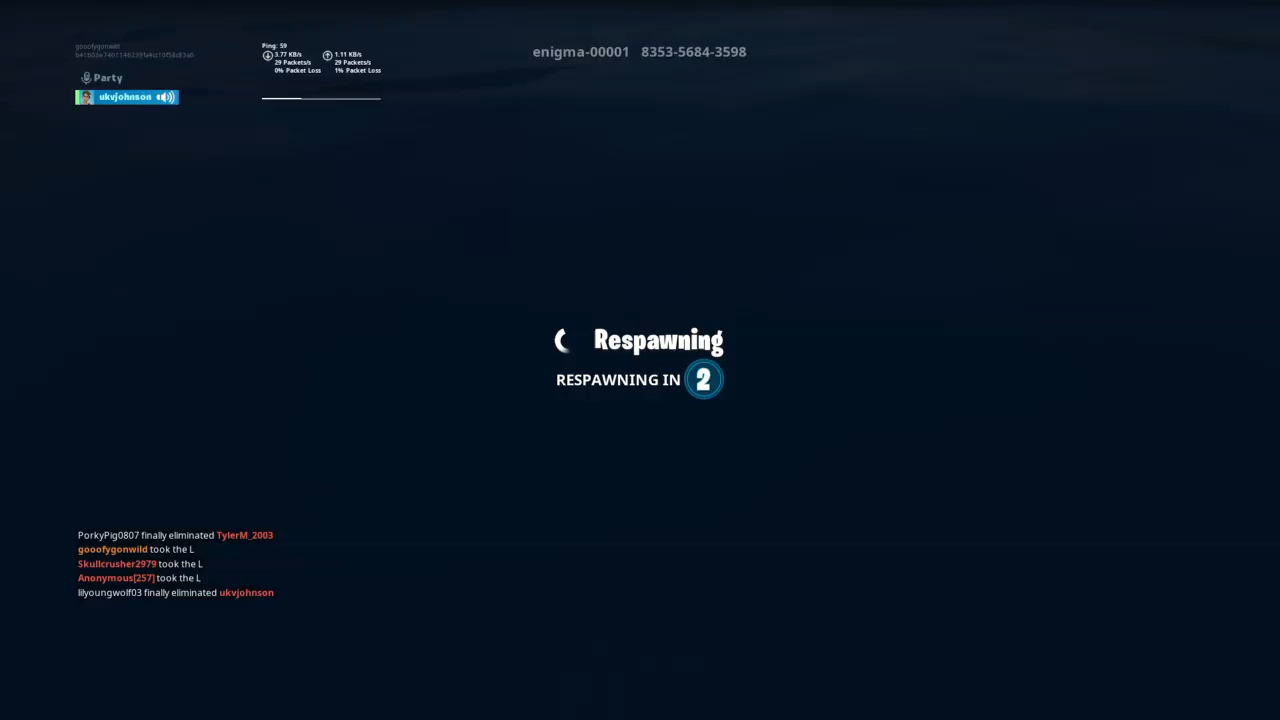 gooofygonwild
Party
ukvjohnson
Ping: 59
3.77 KB/s 1.11 KB/s
29 Packets/s 29 Packets/s
0% Packet Loss 1% Packet Loss
enigma-00001 8353-5684-3598
Respawning
RESPAWNING IN 2
PorkyPig0807 finally eliminated TylerM_2003
gooofygonwild took the L
Skullcrusher2979 took the L
Anonymous[257] took the L
lilyoungwolf03 finally eliminated ukvjohnson